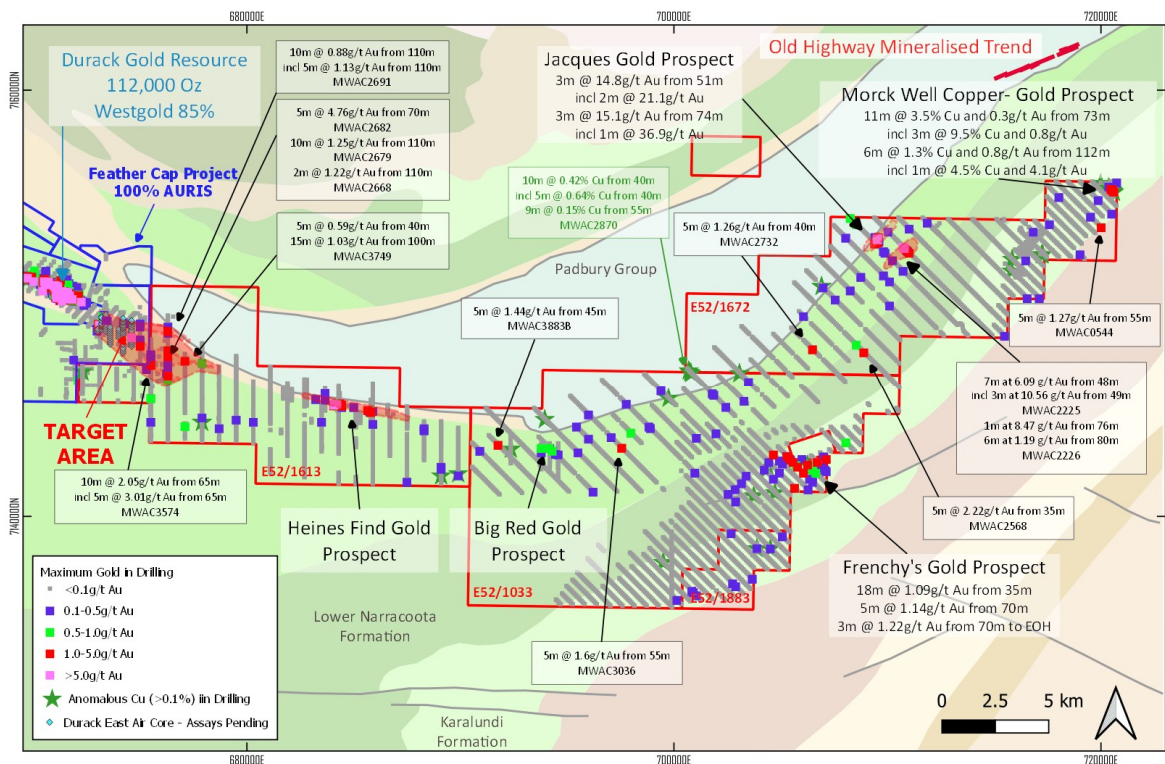 680000E
700000E
720000E
7160000N
7140000N
Durack Gold Resource
112,000 Oz
Westgold 85%
Feather Cap Project
100% AURIS
10m @ 0.88g/t Au from 110m
incl 5m @ 1.13g/t Au from 110m
MWAC2691
5m @ 4.76g/t Au from 70m
MWAC2682
10m @ 1.25g/t Au from 110m
MWAC2679
2m @ 1.22g/t Au from 110m
MWAC2668
5m @ 0.59g/t Au from 40m
15m @ 1.03g/t Au from 100m
MWAC3749
Jacques Gold Prospect
3m @ 14.8g/t Au from 51m
incl 2m @ 21.1g/t Au
3m @ 15.1g/t Au from 74m
incl 1m @ 36.9g/t Au
Old Highway Mineralised Trend
Morck Well Copper- Gold Prospect
11m @ 3.5% Cu and 0.3g/t Au from 73m
incl 3m @ 9.5% Cu and 0.8g/t Au
6m @ 1.3% Cu and 0.8g/t Au from 112m
incl 1m @ 4.5% Cu and 4.1g/t Au
10m @ 0.42% Cu from 40m
incl 5m @ 0.64% Cu from 40m
9m @ 0.15% Cu from 55m
MWAC2870
5m @ 1.26g/t Au from 40m
MWAC2732
Padbury Group
E52/1672
5m @ 1.44g/t Au from 45m
MWAC3883B
5m @ 1.27g/t Au from 55m
MWAC0544
7m at 6.09 g/t Au from 48m
incl 3m at 10.56 g/t Au from 49m
MWAC2225
1m at 8.47 g/t Au from 76m
6m at 1.19 g/t Au from 80m
MWAC2226
TARGET
AREA
E52/1613
10m @ 2.05g/t Au from 65m
incl 5m @ 3.01g/t Au from 65m
MWAC3574
Heines Find Gold
Prospect
Big Red Gold
Prospect
5m @ 2.22g/t Au from 35m
MWAC2568
Frenchy's Gold Prospect
18m @ 1.09g/t Au from 35m
5m @ 1.14g/t Au from 70m
3m @ 1.22g/t Au from 70m to EOH
E52/1033
E52/1883
Lower Narracoota
Formation
5m @ 1.6g/t Au from 55m
MWAC3036
Karalundi
Formation
Maximum Gold in Drilling
<0.1g/t Au
0.1-0.5g/t Au
0.5-1.0g/t Au
1.0-5.0g/t Au
>5.0g/t Au
Anomalous Cu (>0.1%) iin Drilling
Durack East Air Core - Assays Pending
0 2.5 5 km
680000E
700000E
720000E